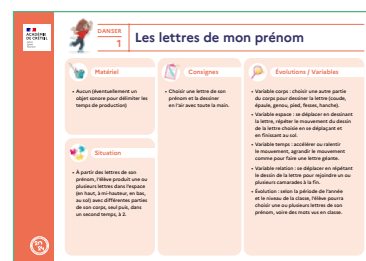 ACADÉMIE
DE CRÉTEIL
DANSER
1
Les lettres de mon prénom
Matériel
• Aucun (éventuellement un
objet sonore pour délimiter les
temps de production)
Situation
• À partir des lettres de son
prénom, l'élève produit une ou
plusieurs lettres dans l'espace
(en haut, à mi-hauteur, en bas,
au sol) avec différentes parties
de son corps, seul puis, dans
un second temps, à 2.
Consignes
• Choisir une lettre de son
prénom et la dessiner
en l'air avec toute la main.
Évolutions / Variables
• Variable corps : choisir une autre partie
du corps pour dessiner la lettre (coude,
épaule, genou, pied, fesses, hanche).
• Variable espace : se déplacer en dessinant
la lettre, répéter le mouvement du dessin
de la lettre choisie en se déplaçant et
en finissant au sol.
• Variable temps : accélérer ou ralentir
le mouvement, agrandir le mouvement
comme pour faire une lettre géante.
• Variable relation : se déplacer en répétant
le dessin de la lettre pour rejoindre un ou
plusieurs camarades à la fin.
• Évolution : selon la période de l'année
et le niveau de la classe, l'élève pourra
choisir une ou plusieurs lettres de son
prénom, voire des mots vus en classe.